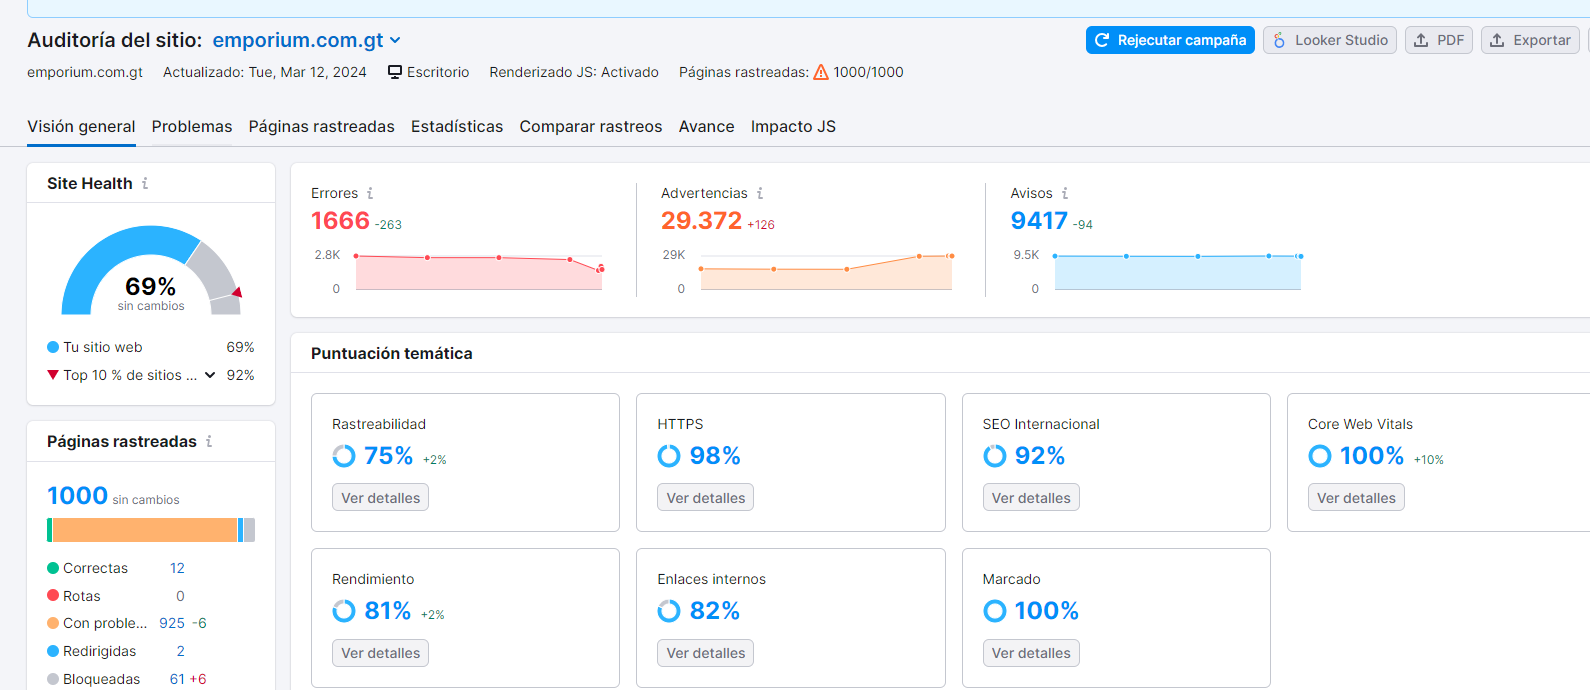 Auditoría del sitio: emporium.com.gt
Rejecutar campaña
Looker Studio
PDF
Exportar
emporium.com.gt Actualizado: Tue, Mar 12, 2024 Escritorio Renderizado JS: Activado Páginas rastreadas: 1000/1000
Visión general Problemas Páginas rastreadas Estadísticas Comparar rastreos Avance Impacto JS
Site Health i
69%
sin cambios
Tu sitio web 69%
Top 10 % de sitios ... 92%
Páginas rastreadas i
1000 sin cambios
Correctas 12
Rotas 0
Con proble... 925 -6
Redirigidas 2
Bloqueadas 61 +6
Errores i
1666 -263
2.8K
0
Advertencias i
29.372 +126
29K
0
Avisos i
9417 -94
9.5K
0
Puntuación temática
Rastreabilidad
75% +2%
Ver detalles
HTTPS
98%
Ver detalles
SEO Internacional
92%
Ver detalles
Core Web Vitals
100% +10%
Ver detalles
Rendimiento
81% +2%
Ver detalles
Enlaces internos
82%
Ver detalles
Marcado
100%
Ver detalles